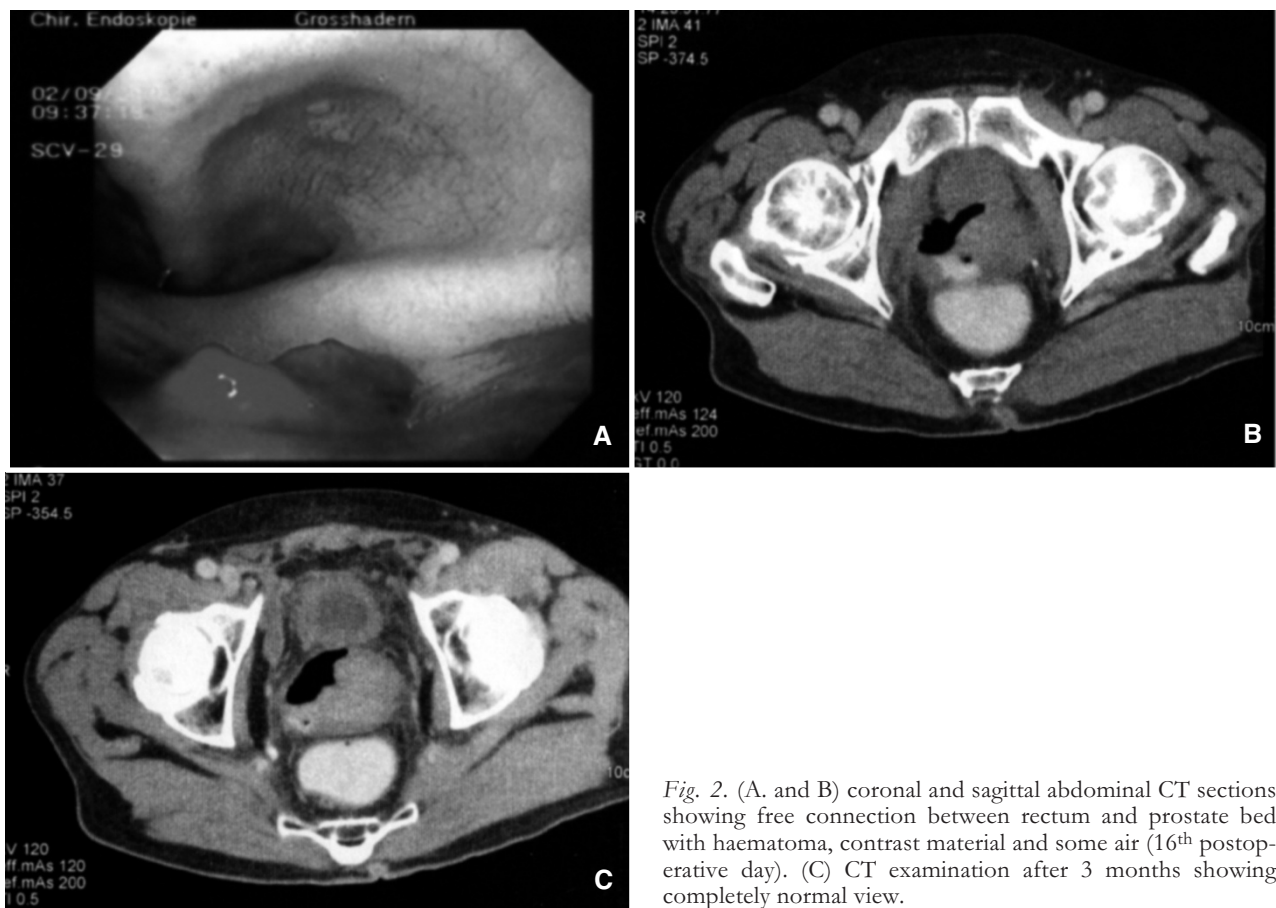 Chir. Endoskopie Grosshadern
02/09
09:37:
SCV-29
A
2 IMA 41
SPI 2
SP -374.5
R
10cm
kV 120
eff.mAs 124
ef.mAs 200
TI 0.5
GT 0.0
B
2 IMA 37
SPI 2
SP -354.5
R
10c
V 120
ff.mAs 120
ef.mAs 200
I 0.5
C
Fig. 2. (A. and B) coronal and sagittal abdominal CT sections
showing free connection between rectum and prostate bed
with haematoma, contrast material and some air (16th postop-
erative day). (C) CT examination after 3 months showing
completely normal view.